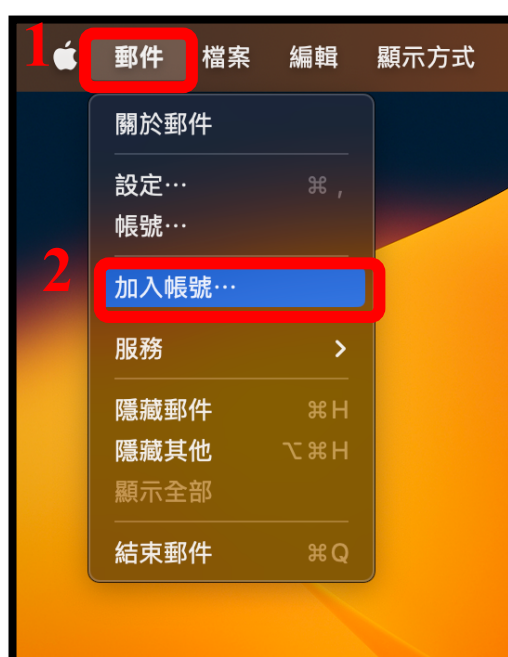 1 郵件 檔案 編輯 顯示方式
關於郵件
設定… ⌘ ,
帳號…
2 加入帳號…
服務 >
隱藏郵件 ⌘ H
隱藏其他 ⌥ ⌘ H
顯示全部
結束郵件 ⌘ Q